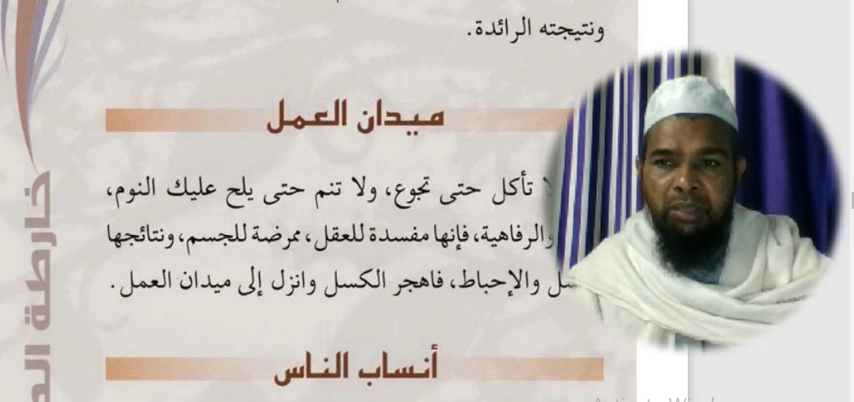 ونتيجته الرائدة.
ميدان العمل
تأكل حتى تجوع، ولا تنم حتى يلح عليك النوم،
والرفاهية، فإنها مفسدة للعقل، ممرضة للجسم، ونتائجها
والإحباط، فاهجر الكسل وانزل إلى ميدان العمل.
أنساب الناس
خارطة